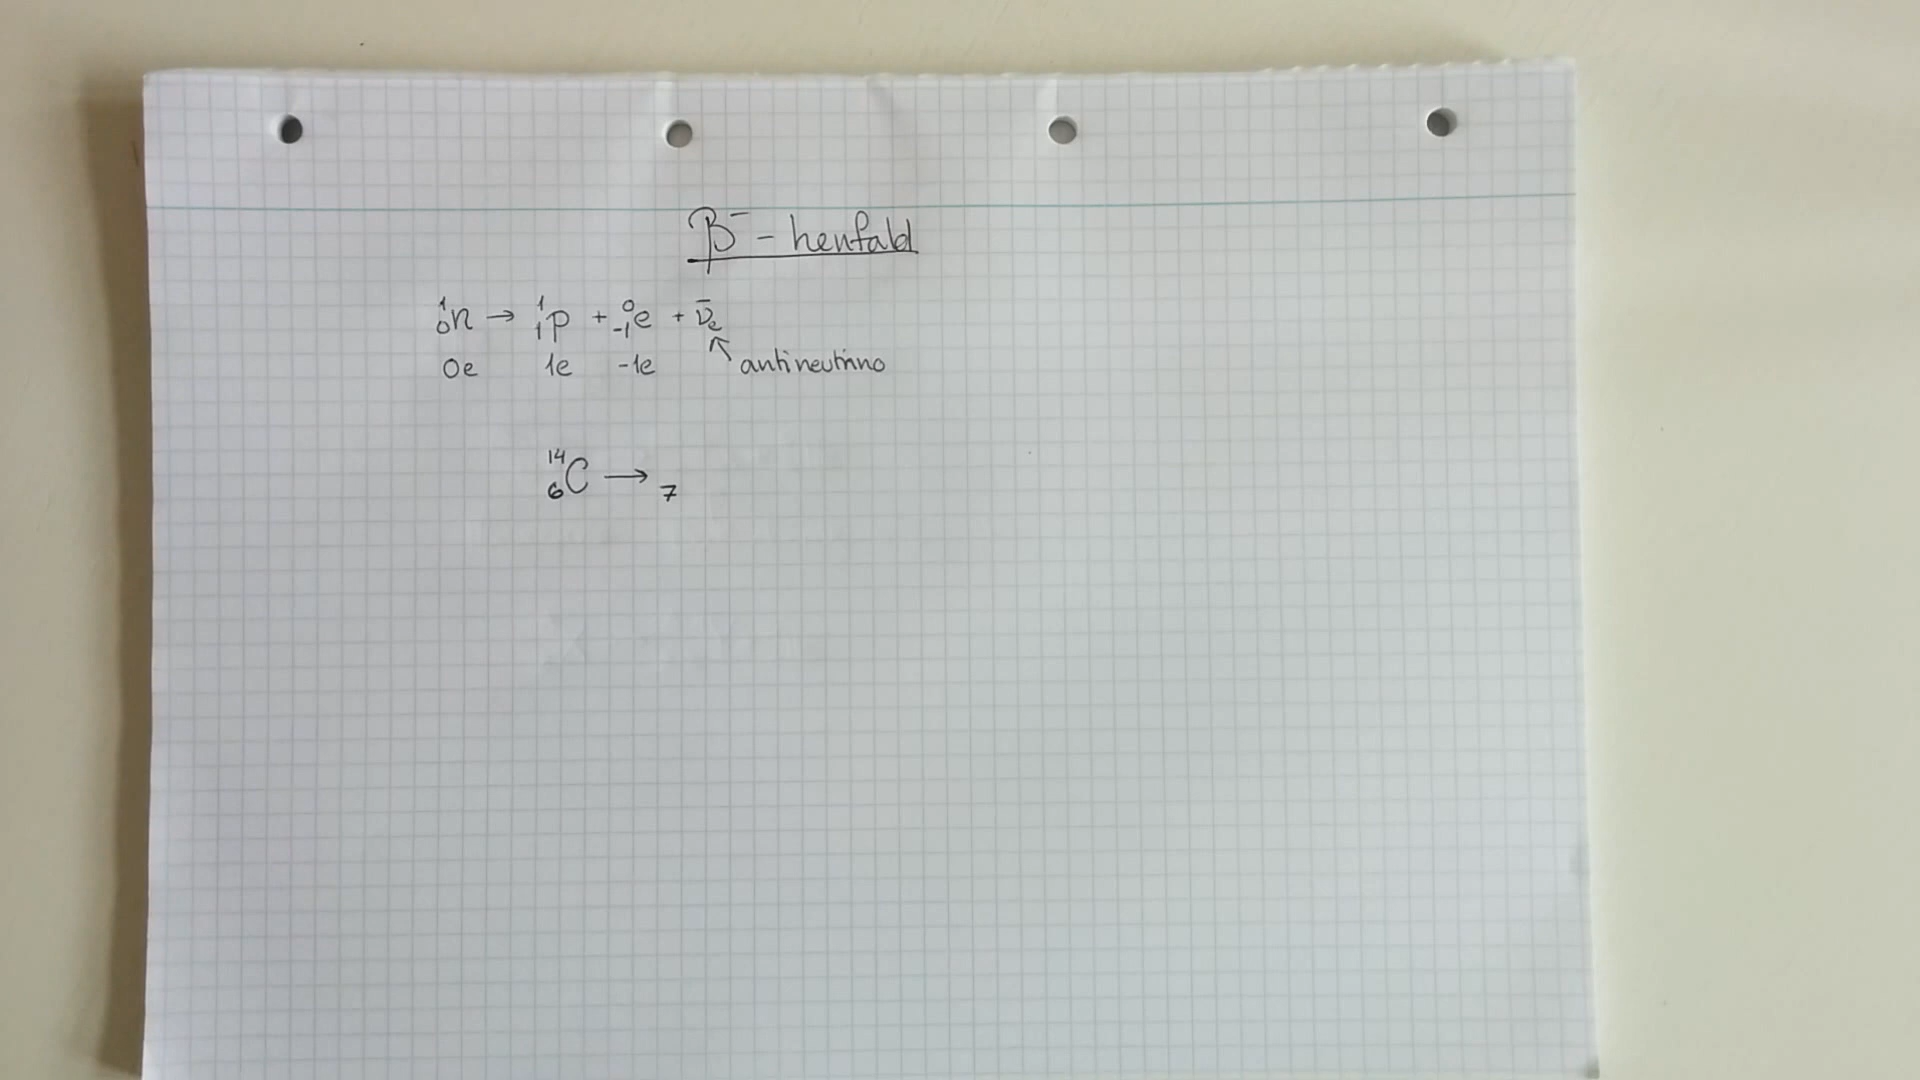 β⁻ - henfald
¹₀n → ¹₁p + ⁰₋₁e + ν̄ₑ
0e 1e -1e antineutrino
¹⁴₆C → ₇